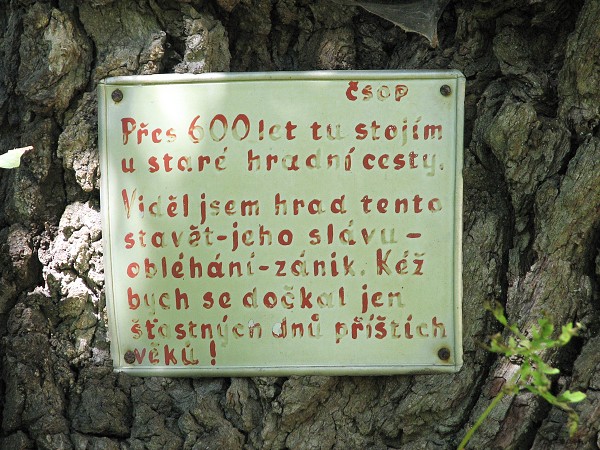 ČSOP
Přes 600 let tu stojím
u staré hradní cesty.
Viděl jsem hrad tento
stavět-jeho slávu-
obléhání-zánik. Kéž
bych se dočkal jen
šťastných dnů příštích
věků!